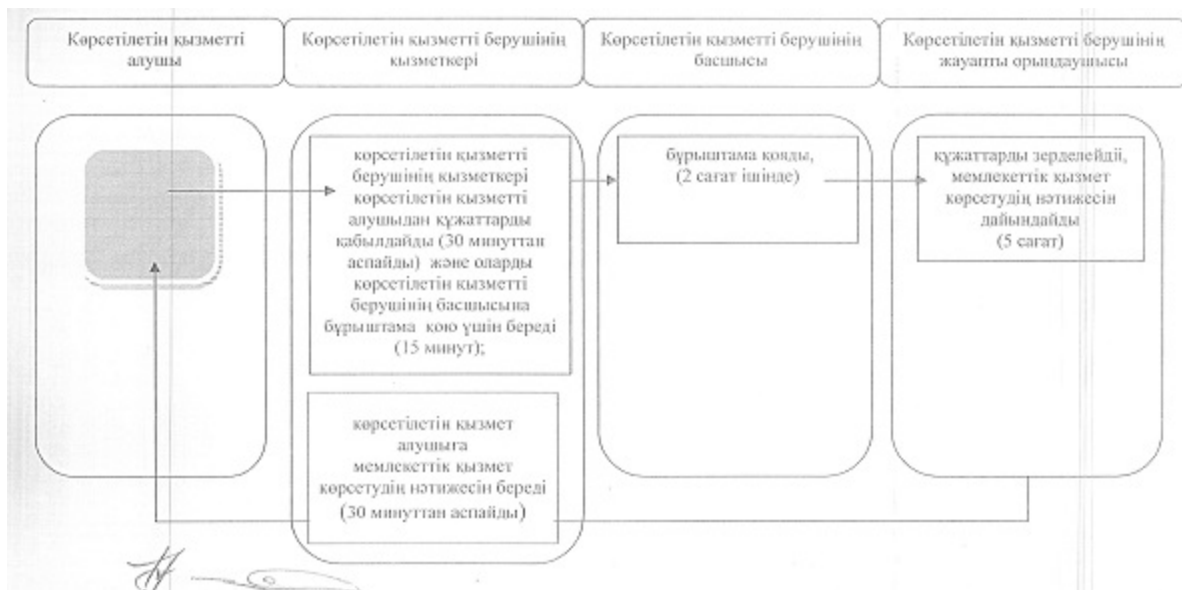 Көрсетілетін қызметті
алушы
Көрсетілетін қызметті берушінің
қызметкері
Көрсетілетін қызметті берушінің
басшысы
Көрсетілетін қызметті берушінің
жауапты орындаушысы
көрсетілетін қызметті
берушінің қызметкері
көрсетілетін қызметті
алушыдан құжаттарды
қабылдайды (30 минуттан
аспайды) және оларды
көрсетілетін қызметті
берушінің басшысына
бұрыштама қою үшін береді
(15 минут);
бұрыштама қояды,
(2 сағат ішінде)
құжаттарды зерделейдіі,
мемлекеттік қызмет
көрсетудің нәтижесін
дайындайды
(5 сағат)
көрсетілетін қызмет
алушыға
мемлекеттік қызмет
көрсетудің нәтижесін береді
(30 минуттан аспайды)